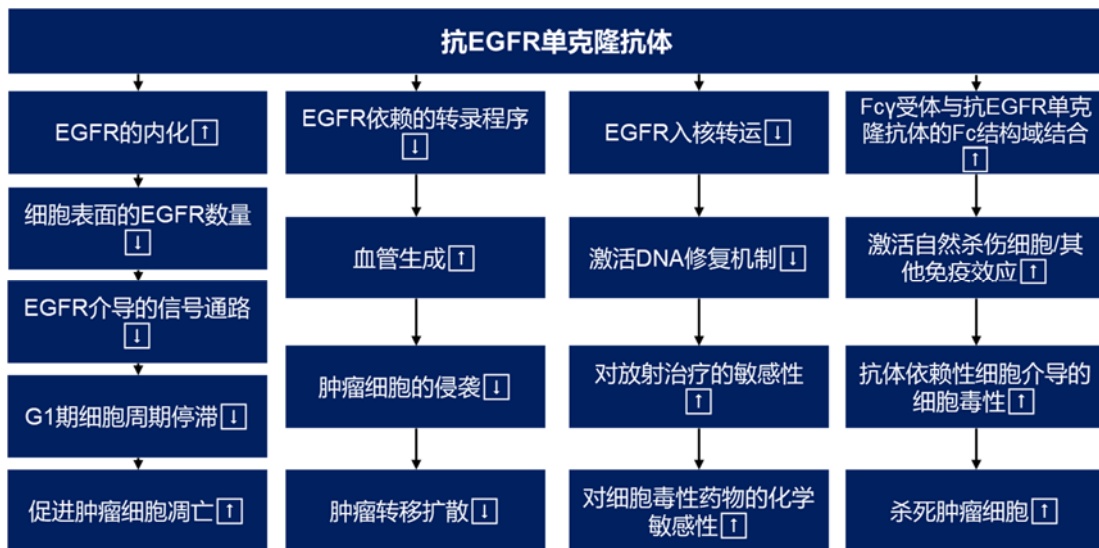 抗EGFR单克隆抗体
EGFR的内化↑
细胞表面的EGFR数量
↓
EGFR介导的信号通路
↓
G1期细胞周期停滞↓
促进肿瘤细胞凋亡↑
EGFR依赖的转录程序
↓
血管生成↑
肿瘤细胞的侵袭↓
肿瘤转移扩散↓
EGFR入核转运↓
激活DNA修复机制↓
对放射治疗的敏感性
↑
对细胞毒性药物的化学
敏感性↑
Fcγ受体与抗EGFR单克
隆抗体的Fc结构域结合
↑
激活自然杀伤细胞/其
他免疫效应↑
抗体依赖性细胞介导的
细胞毒性↑
杀死肿瘤细胞↑